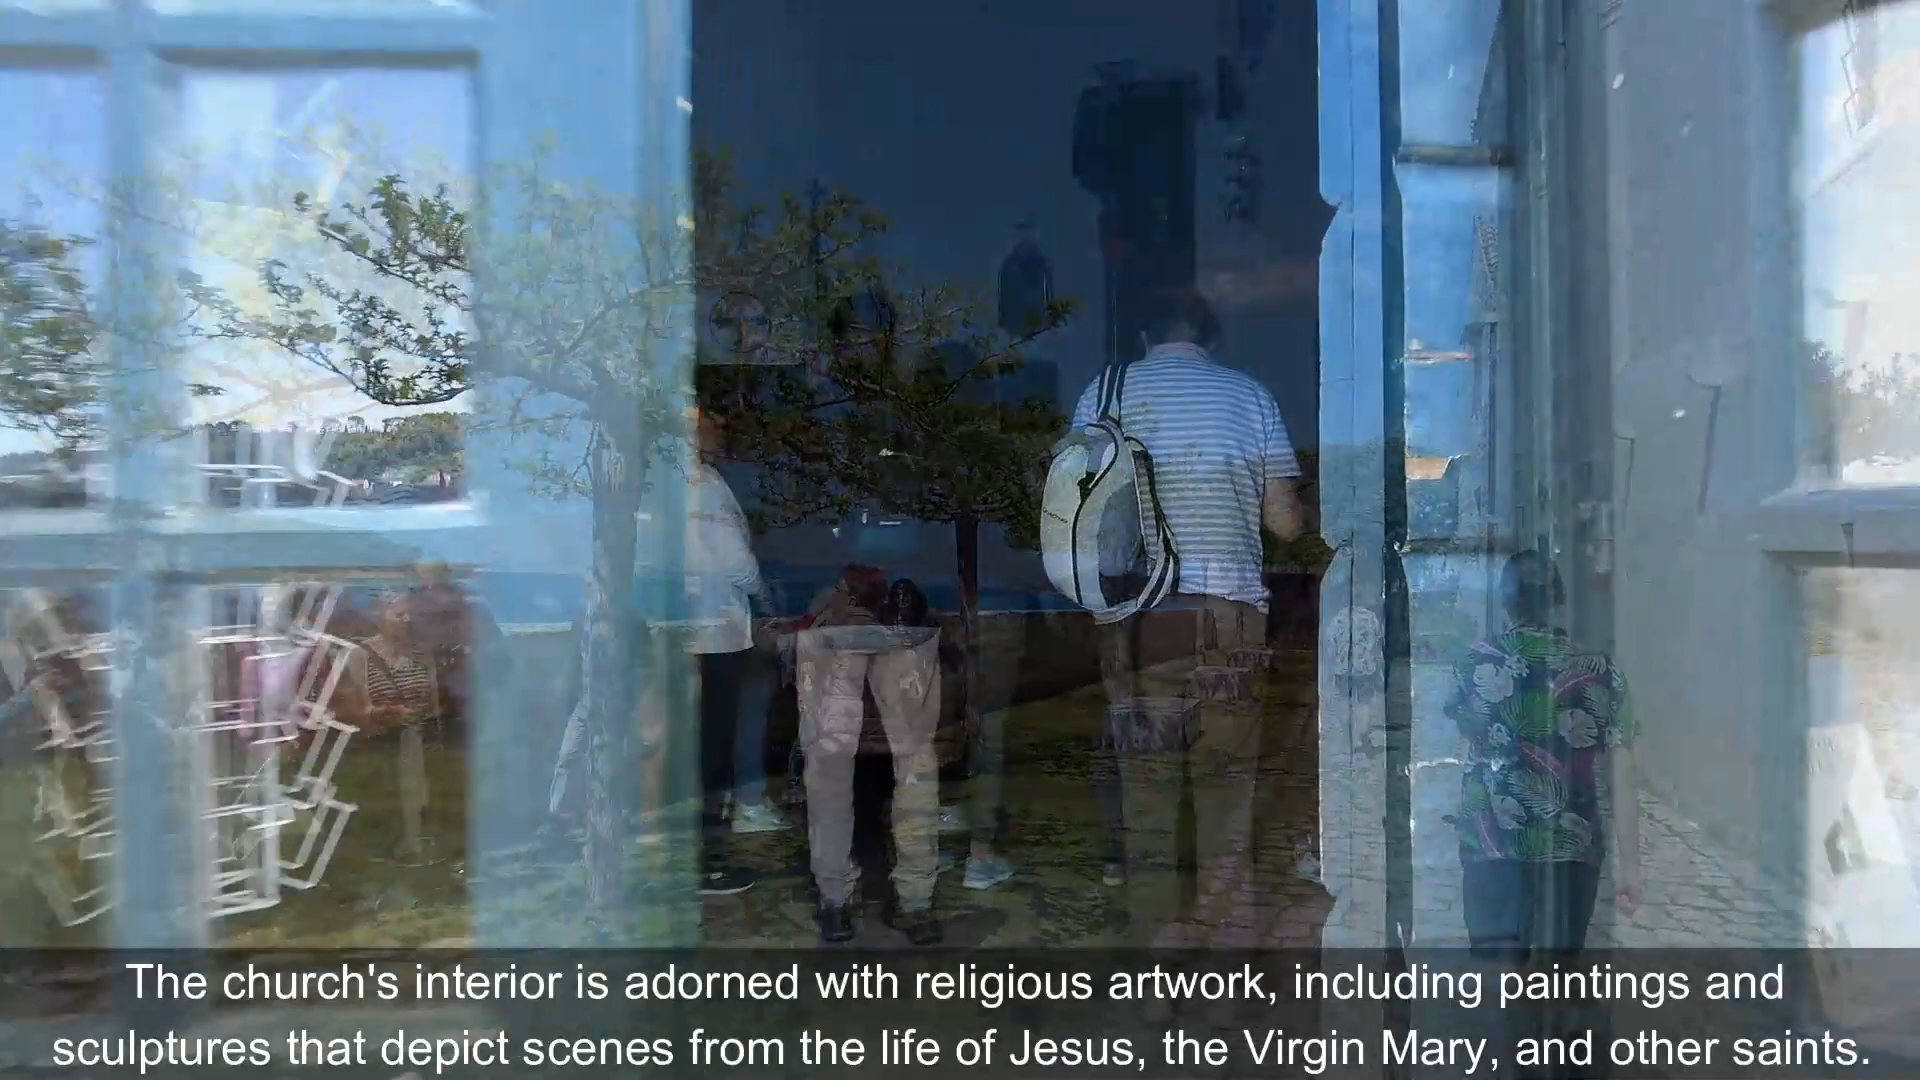 The church's interior is adorned with religious artwork, including paintings and
sculptures that depict scenes from the life of Jesus, the Virgin Mary, and other saints.